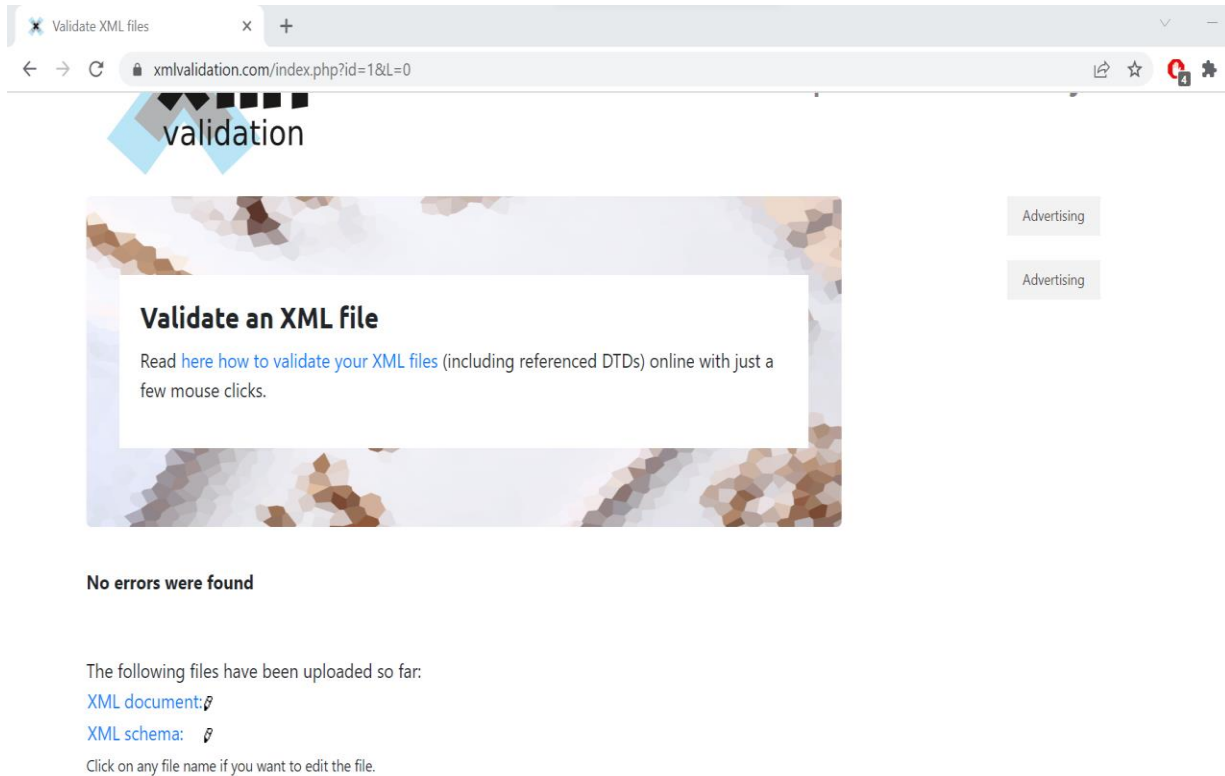 Validate XML files
xmlvalidation.com/index.php?id=1&L=0
4
validation
Advertising
Advertising
Validate an XML file
Read here how to validate your XML files (including referenced DTDs) online with just a
few mouse clicks.
No errors were found
The following files have been uploaded so far:
XML document:
XML schema:
Click on any file name if you want to edit the file.